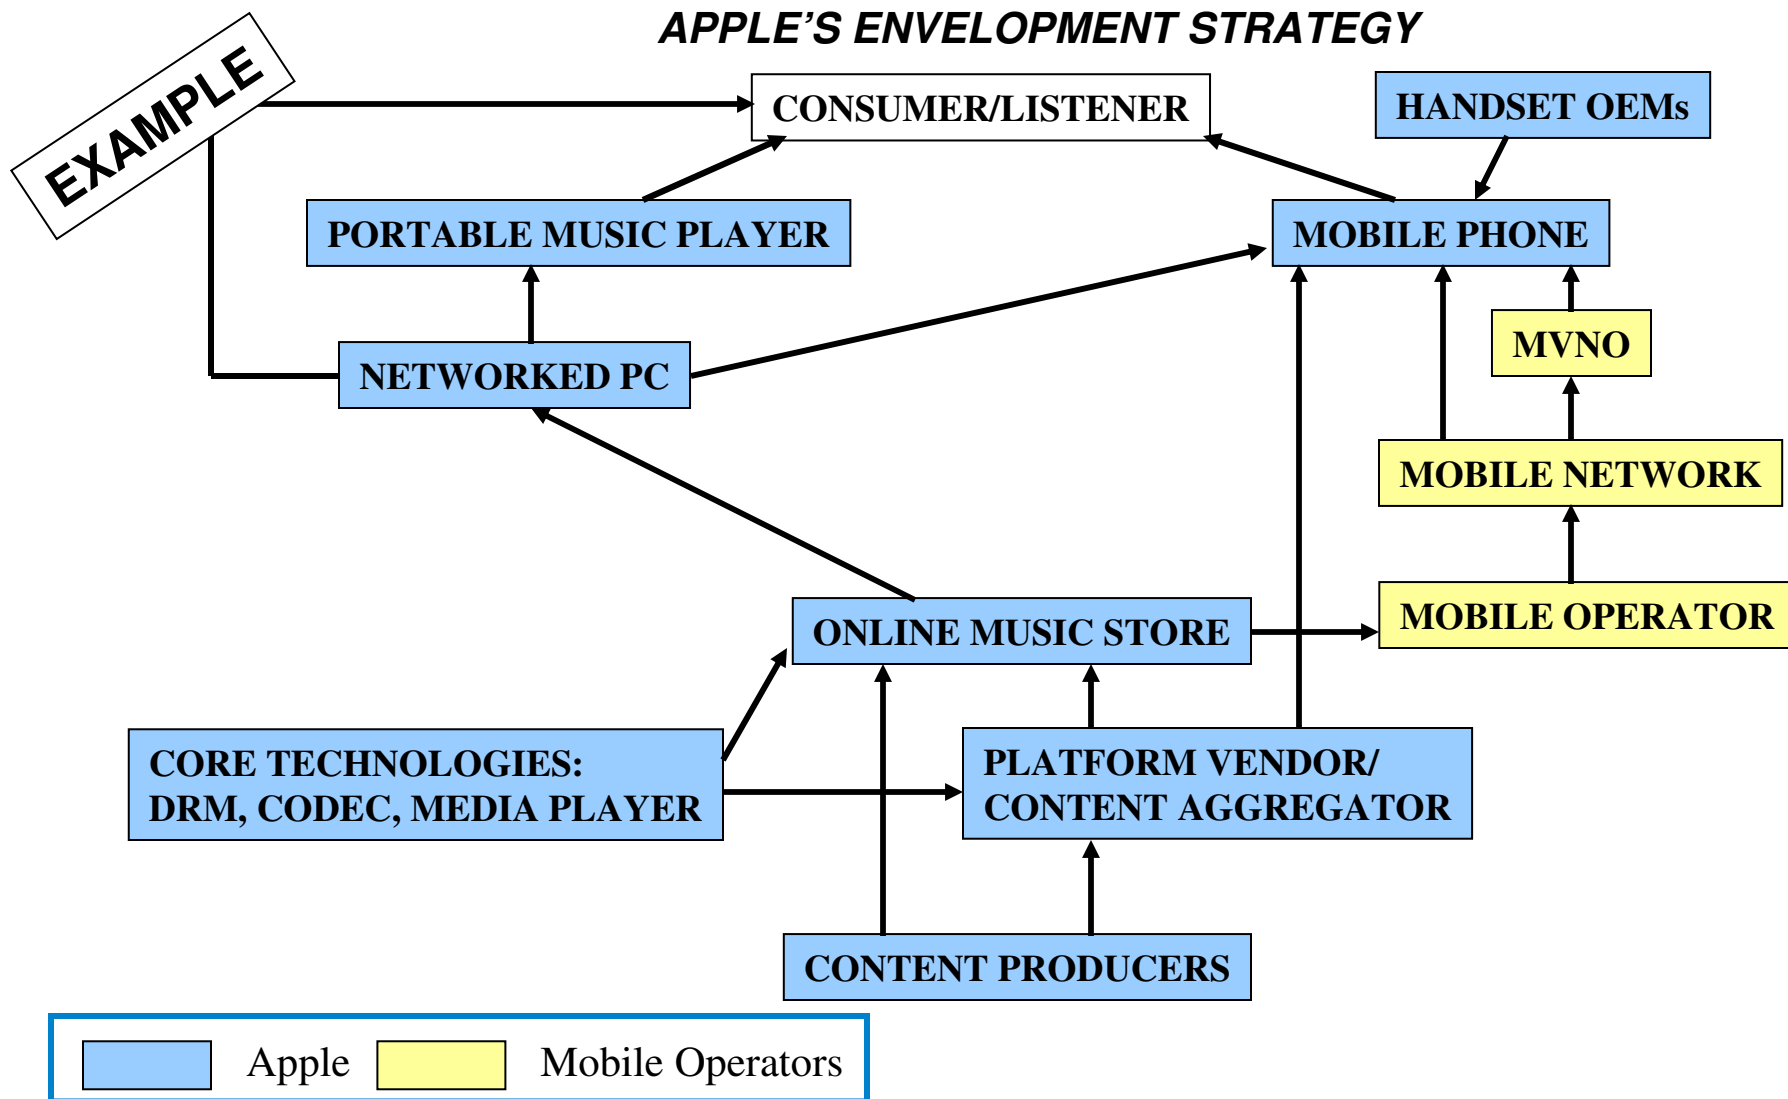 APPLE'S ENVELOPMENT STRATEGY
EXAMPLE
CONSUMER/LISTENER
HANDSET OEMs
PORTABLE MUSIC PLAYER
MOBILE PHONE
MVNO
NETWORKED PC
MOBILE NETWORK
ONLINE MUSIC STORE
MOBILE OPERATOR
CORE TECHNOLOGIES:
DRM, CODEC, MEDIA PLAYER
PLATFORM VENDOR/
CONTENT AGGREGATOR
CONTENT PRODUCERS
Apple
Mobile Operators